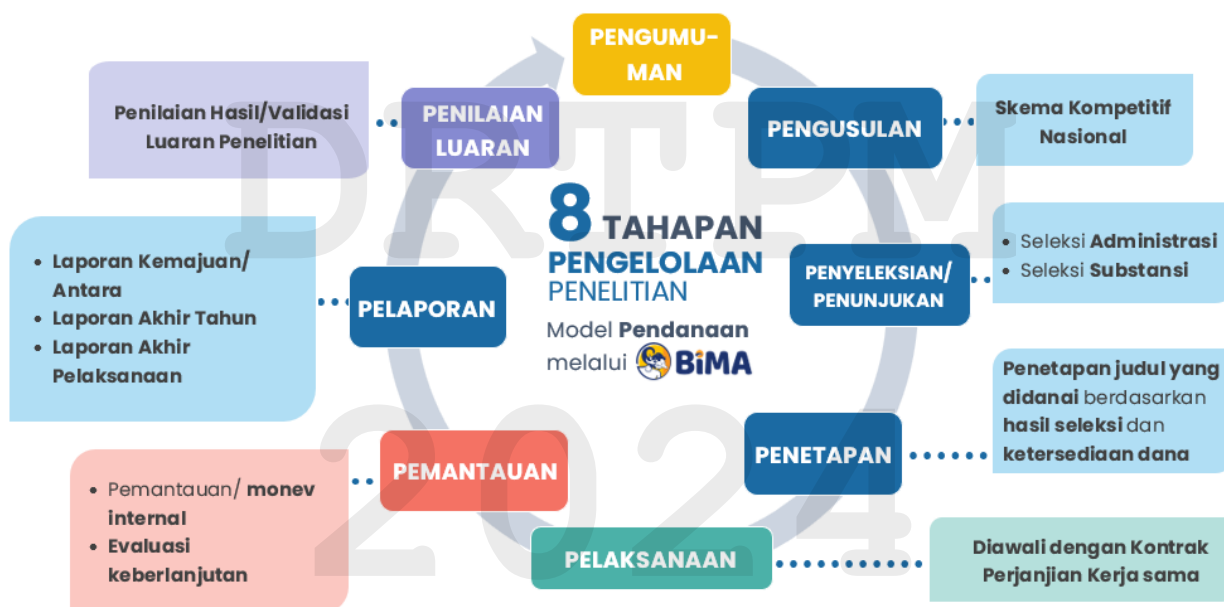 PENGUMU-
MAN
PENGUSULAN
Skema Kompetitif
Nasional
PENYELEKSIAN/
PENUNJUKAN
• Seleksi Administrasi
• Seleksi Substansi
PENETAPAN
Penetapan judul yang
didanai berdasarkan
hasil seleksi dan
ketersediaan dana
PELAKSANAAN
Diawali dengan Kontrak
Perjanjian Kerja sama
PEMANTAUAN
• Pemantauan/ monev
internal
• Evaluasi
keberlanjutan
PELAPORAN
• Laporan Kemajuan/
Antara
• Laporan Akhir Tahun
• Laporan Akhir
Pelaksanaan
PENILAIAN
LUARAN
Penilaian Hasil/Validasi
Luaran Penelitian
8 TAHAPAN
PENGELOLAAN
PENELITIAN
Model Pendanaan
melalui BiMA
DRTPM
2024